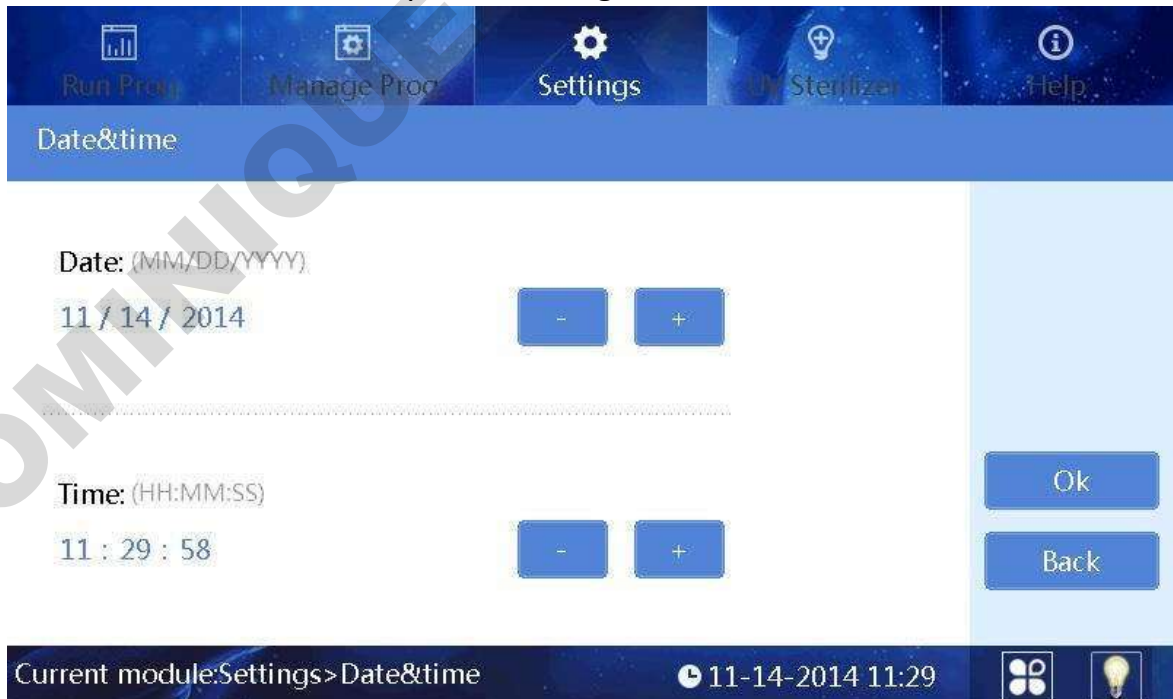 Run Prog. Manage Prog. Settings UV Sterilizer Help
Date&time
Date: (MM/DD/YYYY)
11 / 14 / 2014
- +
Time: (HH:MM:SS)
11 : 29 : 58
- +
Ok
Back
Current module:Settings>Date&time 11-14-2014 11:29
OMINIQUE